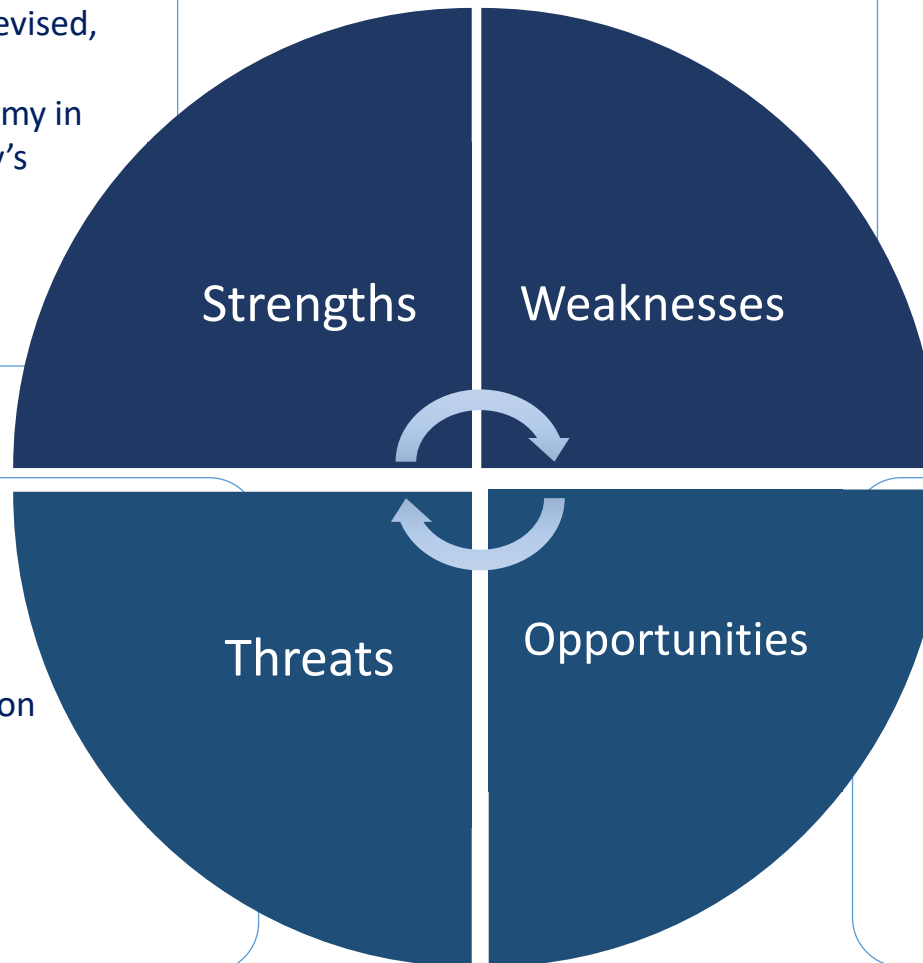 evised,
my in
y's
Strengths
Weaknesses
Threats
Opportunities
on